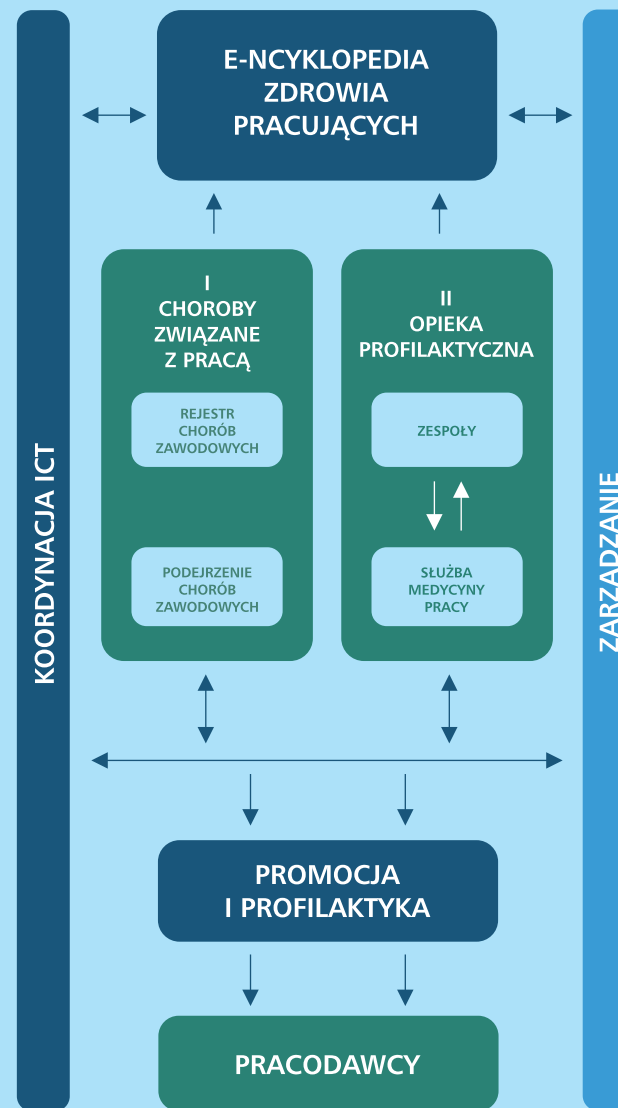 E-NCYKLOPEDIA
ZDROWIA
PRACUJĄCYCH
I
CHOROBY
ZWIĄZANE
Z PRACĄ
REJESTR
CHORÓB
ZAWODOWYCH
PODEJRZENIE
CHORÓB
ZAWODOWYCH
II
OPIEKA
PROFILAKTYCZNA
ZESPOŁY
SŁUŻBA
MEDYCYNY
PRACY
KOORDYNACJA ICT
ZARZĄDZANIE
PROMOCJA
I PROFILAKTYKA
PRACODAWCY